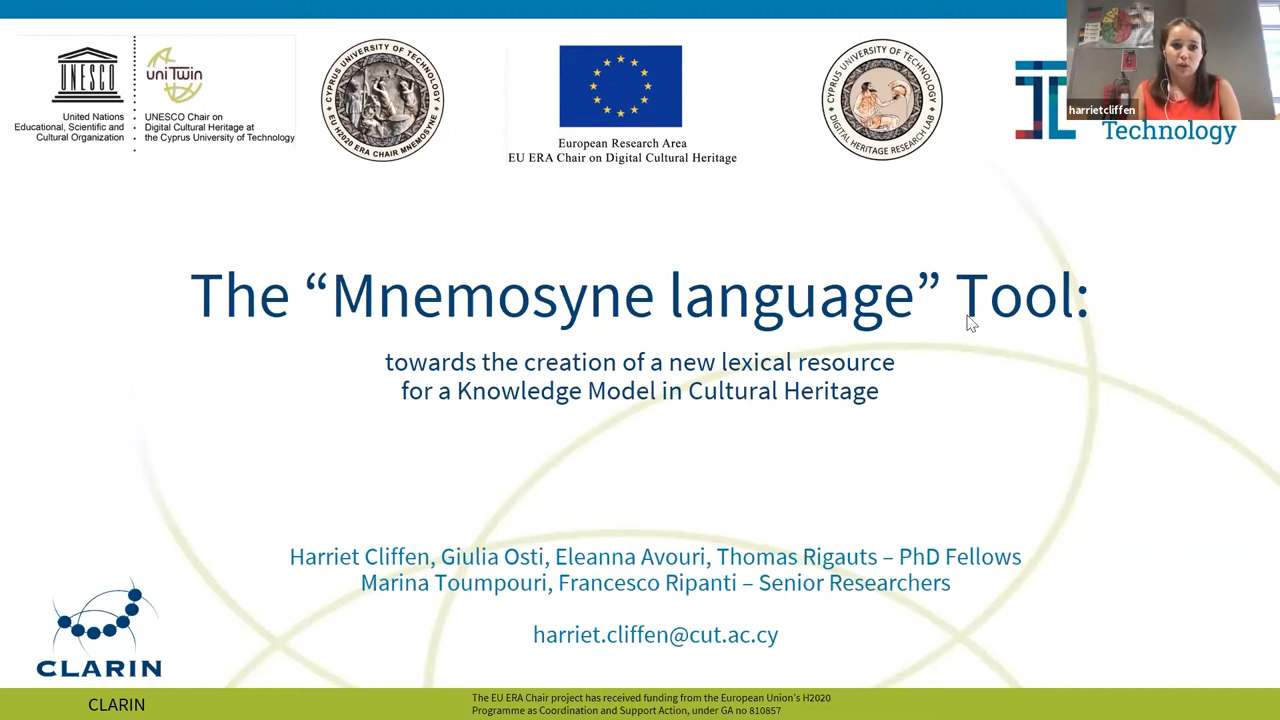 UNESCO
United Nations
Educational, Scientific and
Cultural Organization
uniTwin
UNESCO Chair on
Digital Cultural Heritage at
the Cyprus University of Technology
CYPRUS UNIVERSITY OF TECHNOLOGY
EU H2020 ERA CHAIR MNEMOSYNE
European Research Area
EU ERA Chair on Digital Cultural Heritage
CYPRUS UNIVERSITY OF TECHNOLOGY
DIGITAL HERITAGE RESEARCH LAB
Technology
harrietcliffen
The “Mnemosyne language” Tool:
towards the creation of a new lexical resource
for a Knowledge Model in Cultural Heritage
Harriet Cliffen, Giulia Osti, Eleanna Avouri, Thomas Rigauts – PhD Fellows
Marina Toumpouri, Francesco Ripanti – Senior Researchers
harriet.cliffen@cut.ac.cy
CLARIN
CLARIN
The EU ERA Chair project has received funding from the European Union’s H2020
Programme as Coordination and Support Action, under GA no 810857